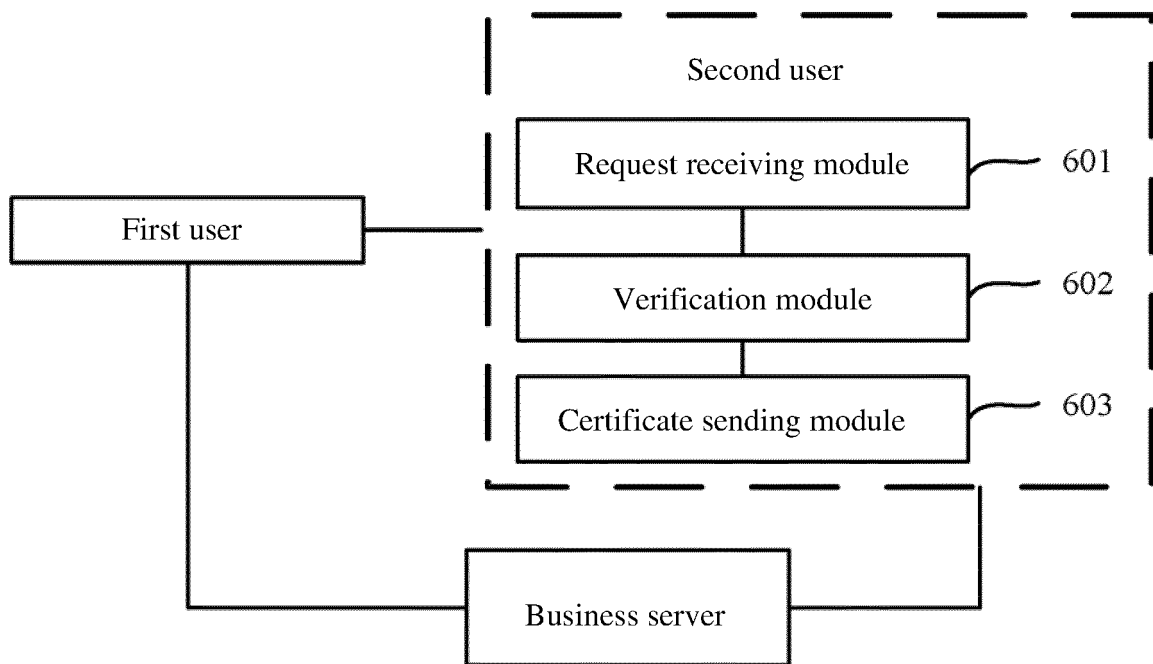 Second user
Request receiving module
601
First user
Verification module
602
Certificate sending module
603
Business server